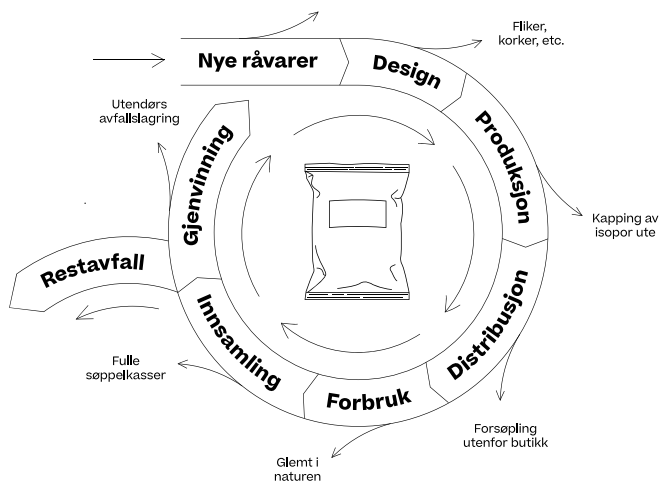 Nye råvarer
Design
Fliker,
korker, etc.
Produksjon
Kapping av
isopor ute
Distribusjon
Forsøpling
utenfor butikk
Forbruk
Glemt i
naturen
Innsamling
Fulle
søppelkasser
Restavfall
Gjenvinning
Utendørs
avfallslagring